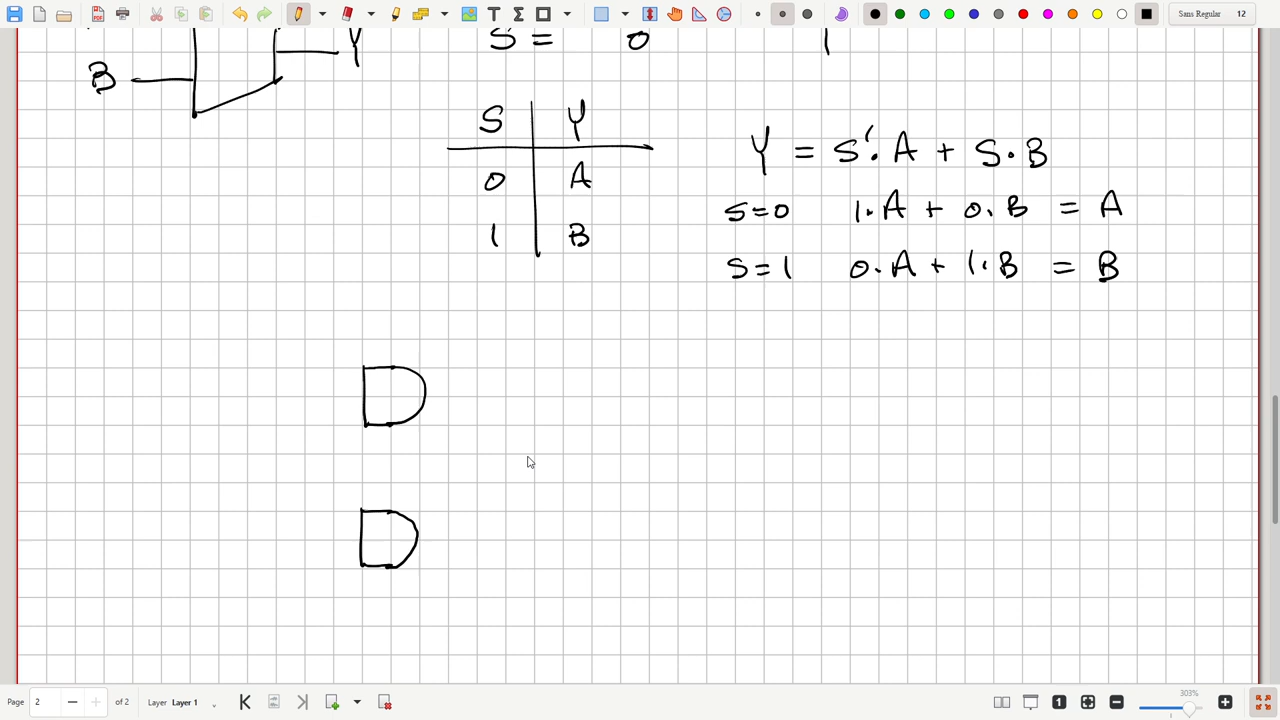 Sans Regular 12
Y
S = 0 1
B
S Y
0 A
1 B
Y = S'.A + S.B
S=0 1.A + 0.B = A
S=1 0.A + 1.B = B
Page 2 of 2 Layer Layer 1
303%